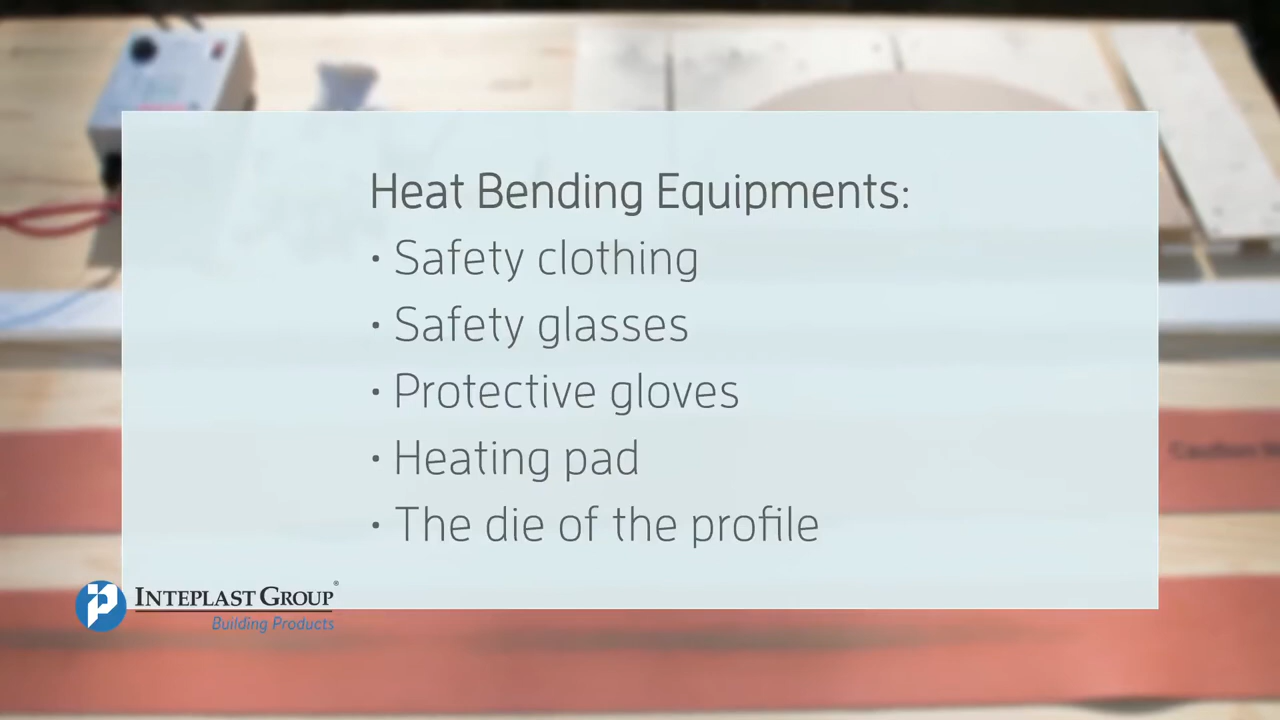 Heat Bending Equipments:
• Safety clothing
• Safety glasses
• Protective gloves
• Heating pad
• The die of the profile
INTEPLAST GROUP®
Building Products
Caution: